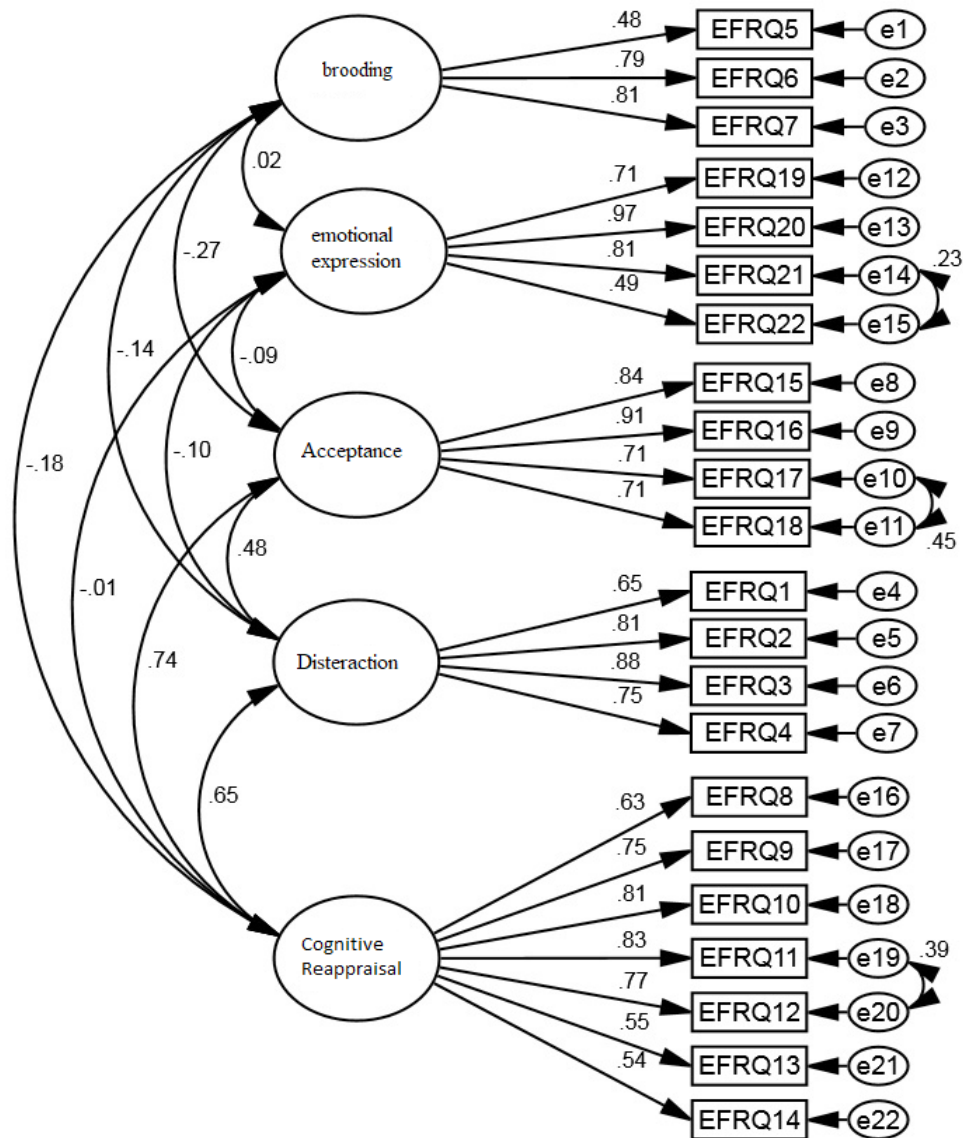 brooding
.48
EFRQ5
e1
.79
EFRQ6
e2
.81
EFRQ7
e3
.02
emotional
expression
.71
EFRQ19
e12
.97
EFRQ20
e13
.81
EFRQ21
e14
.49
EFRQ22
e15
.23
-.27
-.14
-.09
Acceptance
.84
EFRQ15
e8
.91
EFRQ16
e9
.71
EFRQ17
e10
.71
EFRQ18
e11
.45
-.18
-.10
-.01
.48
Disteraction
.65
EFRQ1
e4
.81
EFRQ2
e5
.88
EFRQ3
e6
.75
EFRQ4
e7
.74
.65
Cognitive
Reappraisal
.63
EFRQ8
e16
.75
EFRQ9
e17
.81
EFRQ10
e18
.83
EFRQ11
e19
.77
EFRQ12
e20
.39
.55
EFRQ13
e21
.54
EFRQ14
e22